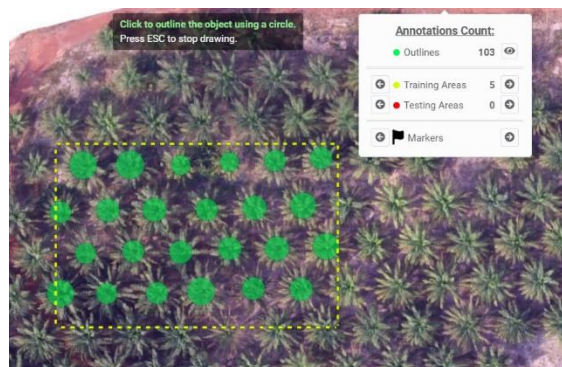 Click to outline the object using a circle.
Press ESC to stop drawing.
Annotations Count:
Outlines 103
Training Areas 5
Testing Areas 0
Markers